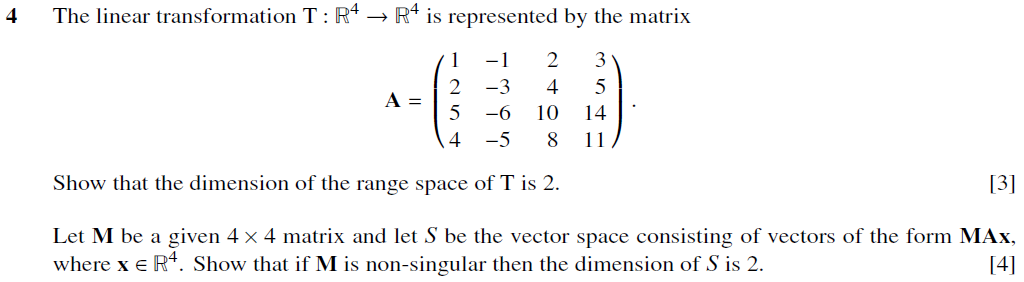 4 The linear transformation T : ℝ⁴ → ℝ⁴ is represented by the matrix
1 −1 2 3
2 −3 4 5
A = 5 −6 10 14 .
4 −5 8 11
Show that the dimension of the range space of T is 2. [3]
Let M be a given 4 × 4 matrix and let S be the vector space consisting of vectors of the form MAx,
where x ∈ ℝ⁴. Show that if M is non-singular then the dimension of S is 2. [4]